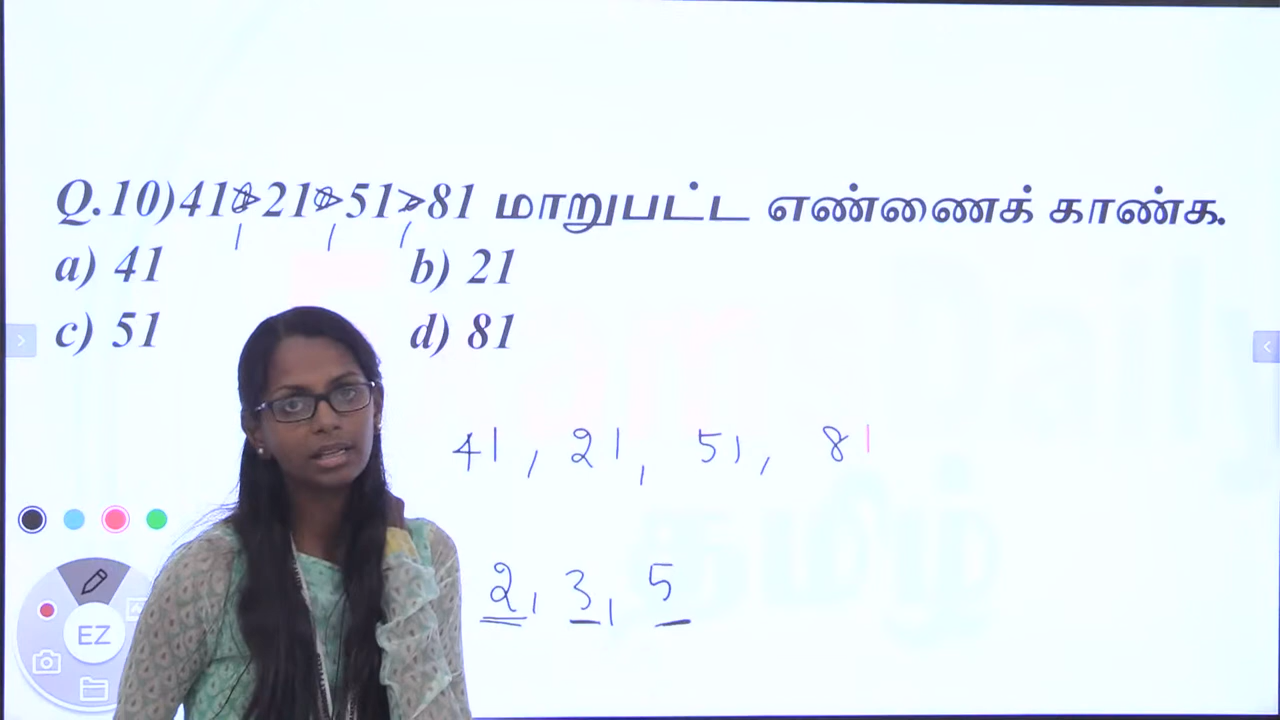 Q.10)41>21>51>81 மாறுபட்ட எண்ணைக் காண்க.
a) 41 b) 21
c) 51 d) 81
41, 21, 51, 81
2, 3, 5
தமிழ்
EZ